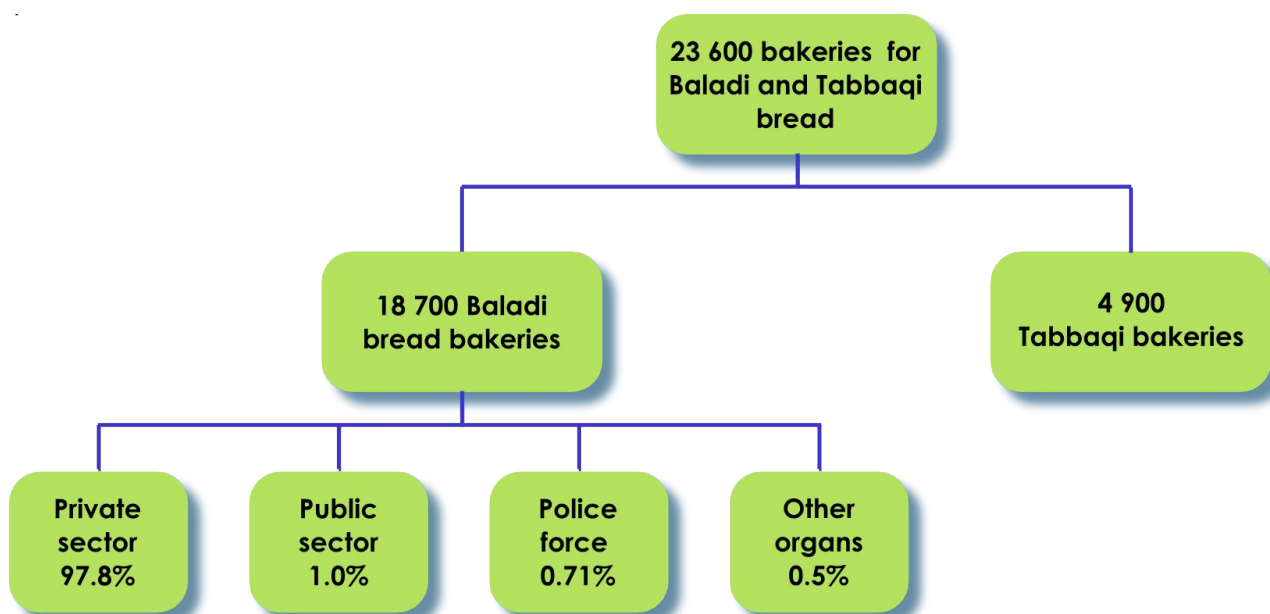 23 600 bakeries for
Baladi and Tabbaqi
bread
18 700 Baladi
bread bakeries
4 900
Tabbaqi bakeries
Private
sector
97.8%
Public
sector
1.0%
Police
force
0.71%
Other
organs
0.5%